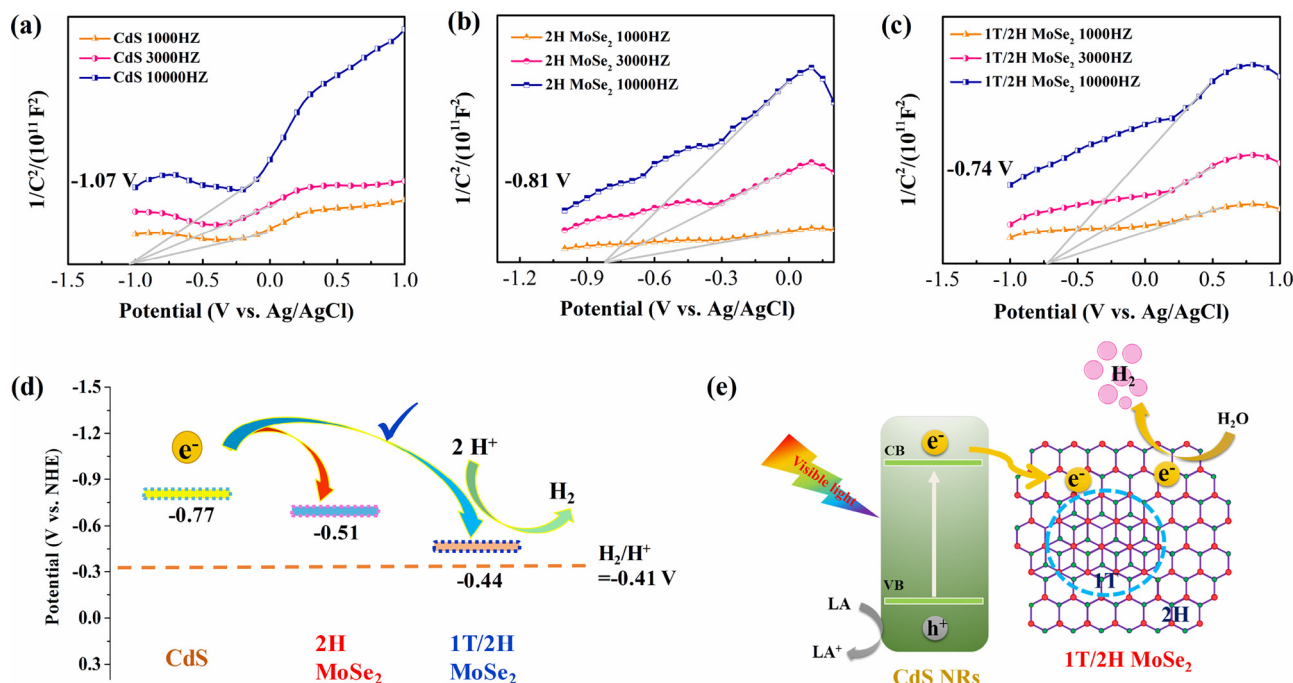 (a)
CdS 1000HZ
CdS 3000HZ
CdS 10000HZ
1/C²/(10¹¹F²)
-1.07 V
-1.5 -1.0 -0.5 0.0 0.5 1.0
Potential (V vs. Ag/AgCl)
(b)
2H MoSe₂ 1000HZ
2H MoSe₂ 3000HZ
2H MoSe₂ 10000HZ
1/C²/(10¹¹F²)
-0.81 V
-1.2 -0.9 -0.6 -0.3 0.0
Potential (V vs. Ag/AgCl)
(c)
1T/2H MoSe₂ 1000HZ
1T/2H MoSe₂ 3000HZ
1T/2H MoSe₂ 10000HZ
1/C²/(10¹¹F²)
-0.74 V
-1.5 -1.0 -0.5 0.0 0.5 1.0
Potential (V vs. Ag/AgCl)
(d)
Potential (V vs. NHE)
-1.5
-1.2
-0.9
-0.6
-0.3
0.0
0.3
e⁻
-0.77
-0.51
-0.44
2 H⁺
H₂
H₂/H⁺
=-0.41 V
CdS
2H
MoSe₂
1T/2H
MoSe₂
(e)
Visible light
CB
e⁻
VB
h⁺
LA
LA⁺
CdS NRs
H₂
H₂O
e⁻
e⁻
1T
2H
1T/2H MoSe₂